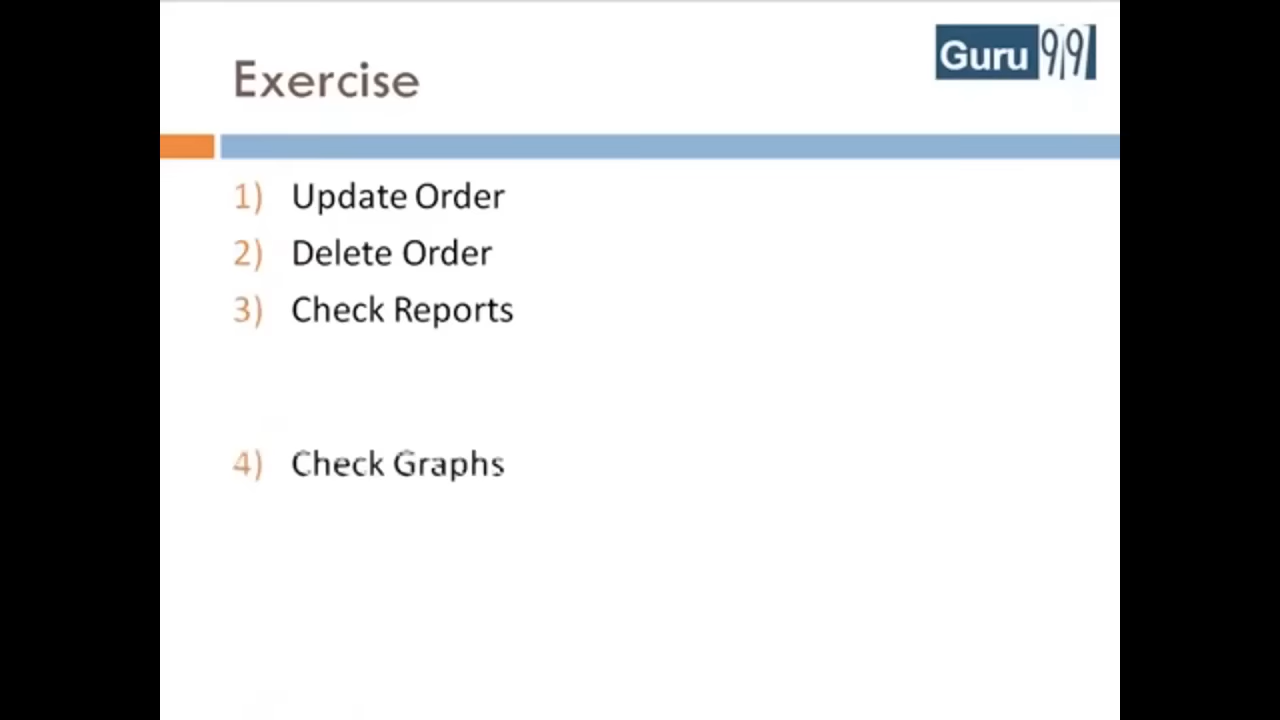 Exercise
Guru99
1) Update Order
2) Delete Order
3) Check Reports
4) Check Graphs